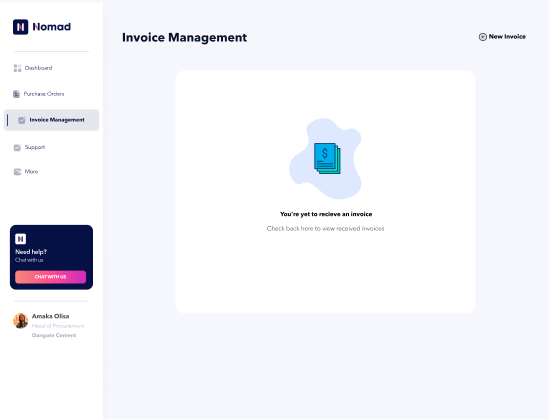 Nomad
Dashboard
Purchase Orders
Invoice Management
Support
More
Need help?
Chat with us
CHAT WITH US
Amaka Olisa
Head of Procurement
Dangote Cement
Invoice Management
New Invoice
You're yet to recieve an invoice
Check back here to view received invoices